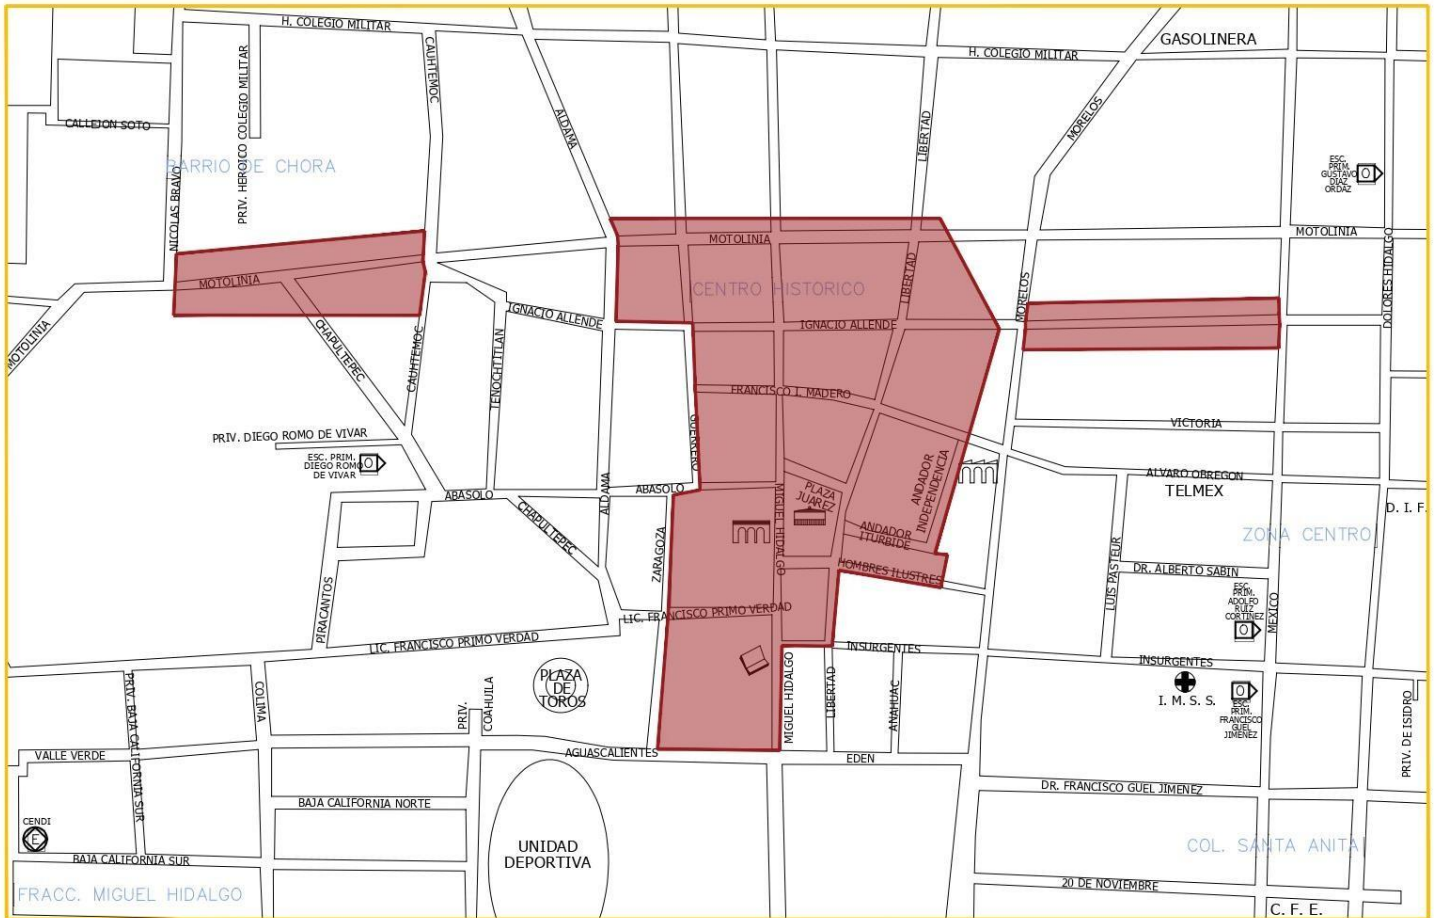 H. COLEGIO MILITAR
CAUHTEMOC
ALDAMA
LIBERTAD
H. COLEGIO MILITAR
GASOLINERA
MORELOS
CALLEJON SOTO
PRIV. HEROICO COLEGIO MILITAR
BARRIO DE CHORA
NICOLAS BRAVO
ESC.
PRIM.
GUSTAVO
DIAZ
ORDAZ
MOTOLINIA
MOTOLINIA
DOLORES HIDALGO
MOTOLINIA
CENTRO HISTORICO
LIBERTAD
MORELOS
IGNACIO ALLENDE
IGNACIO ALLENDE
MOTOLINIA
CHAPULTEPEC
CAUHTEMOC
TENOCHTITLAN
FRANCISCO I. MADERO
GUERRERO
VICTORIA
PRIV. DIEGO ROMO DE VIVAR
ESC. PRIM.
DIEGO ROMO
DE VIVAR
ALVARO OBREGON
TELMEX
ABASOLO
ALDAMA
ABASOLO
MIGUEL HIDALGO
PLAZA
JUAREZ
ANDADOR
INDEPENDENCIA
D. I. F.
CHAPULTEPEC
ZARAGOZA
ANDADOR
ITURBIDE
HOMBRES ILUSTRES
ZONA CENTRO
LUIS PASTEUR
DR. ALBERTO SABIN
ESC.
PRIM.
ADOLFO
RUIZ
CORTINEZ
MEXICO
PIRACANTOS
LIC. FRANCISCO PRIMO VERDAD
LIC. FRANCISCO PRIMO VERDAD
INSURGENTES
INSURGENTES
PRIV. BAJA CALIFORNIA SUR
COLIMA
PRIV.
COAHUILA
PLAZA
DE
TOROS
MIGUEL HIDALGO
LIBERTAD
ANAHUAC
I. M. S. S.
ESC.
PRIM.
FRANCISCO
GUEL
JIMENEZ
PRIV. DE ISIDRO
VALLE VERDE
AGUASCALIENTES
EDEN
DR. FRANCISCO GUEL JIMENEZ
BAJA CALIFORNIA NORTE
CENDI
E
UNIDAD
DEPORTIVA
COL. SANTA ANITA
BAJA CALIFORNIA SUR
FRACC. MIGUEL HIDALGO
20 DE NOVIEMBRE
C. F. E.